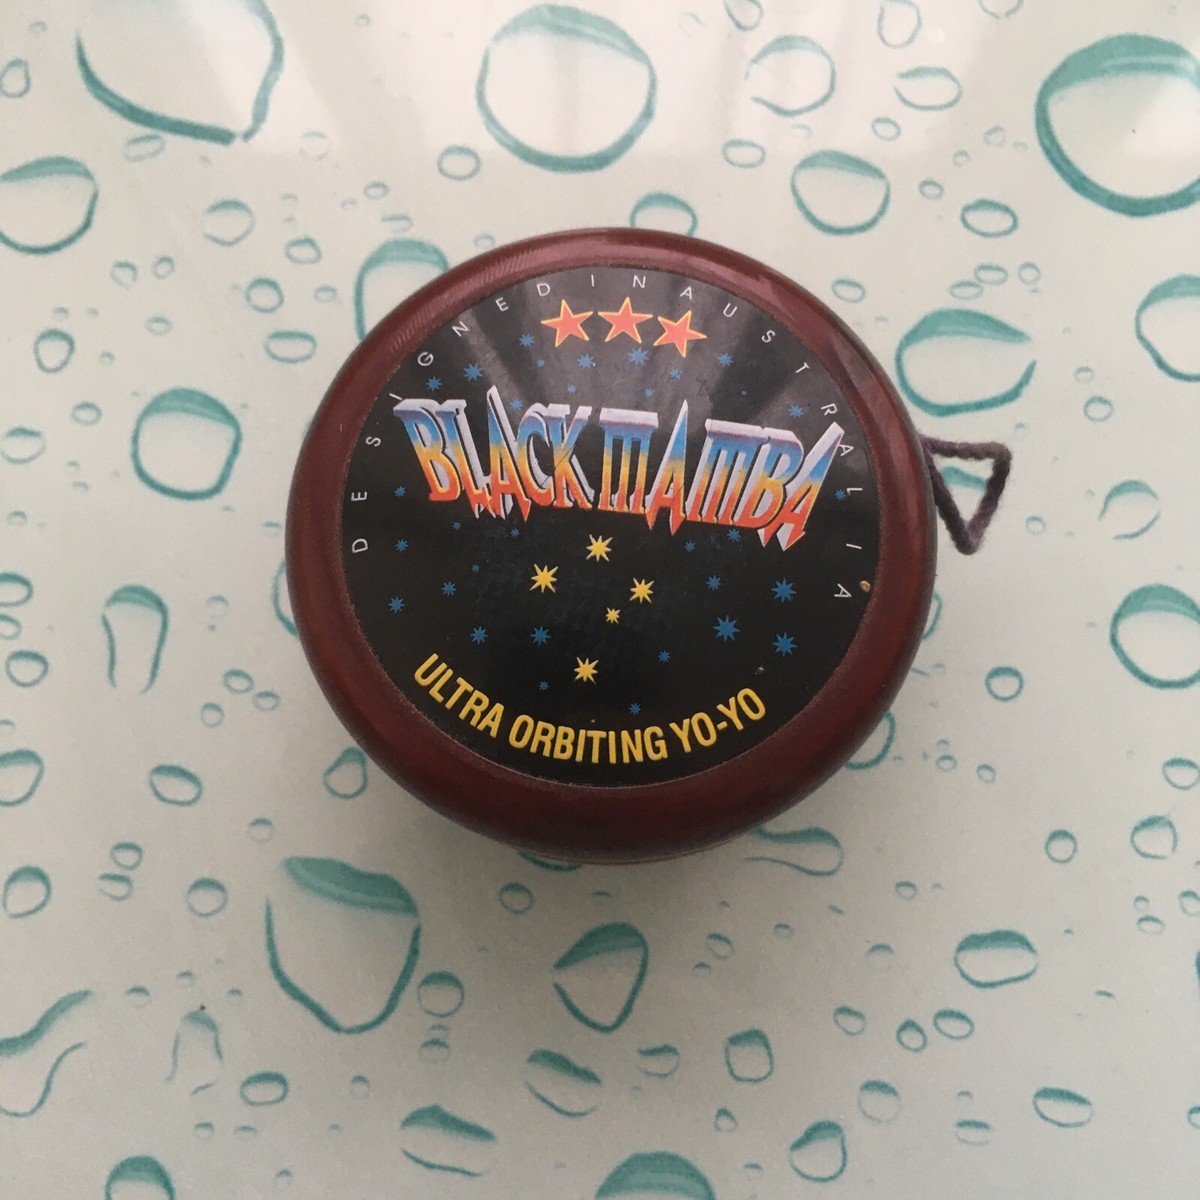 DESIGNED IN AUSTRALIA
BLACK MAMBA
ULTRA ORBITING YO-YO